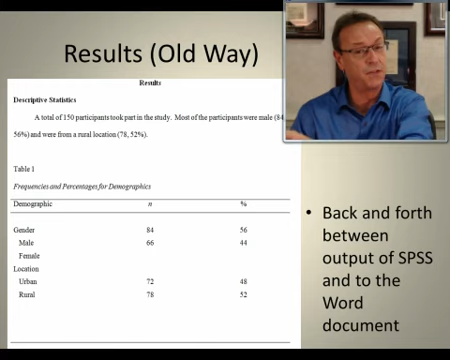 Results (Old Way)
Results
Descriptive Statistics
A total of 150 participants took part in the study. Most of the participants were male (84
56%) and were from a rural location (78, 52%).
Table 1
Frequencies and Percentages for Demographics
Demographic n %
Gender 84 56
Male 66 44
Female
Location
Urban 72 48
Rural 78 52
• Back and forth
between
output of SPSS
and to the
Word
document